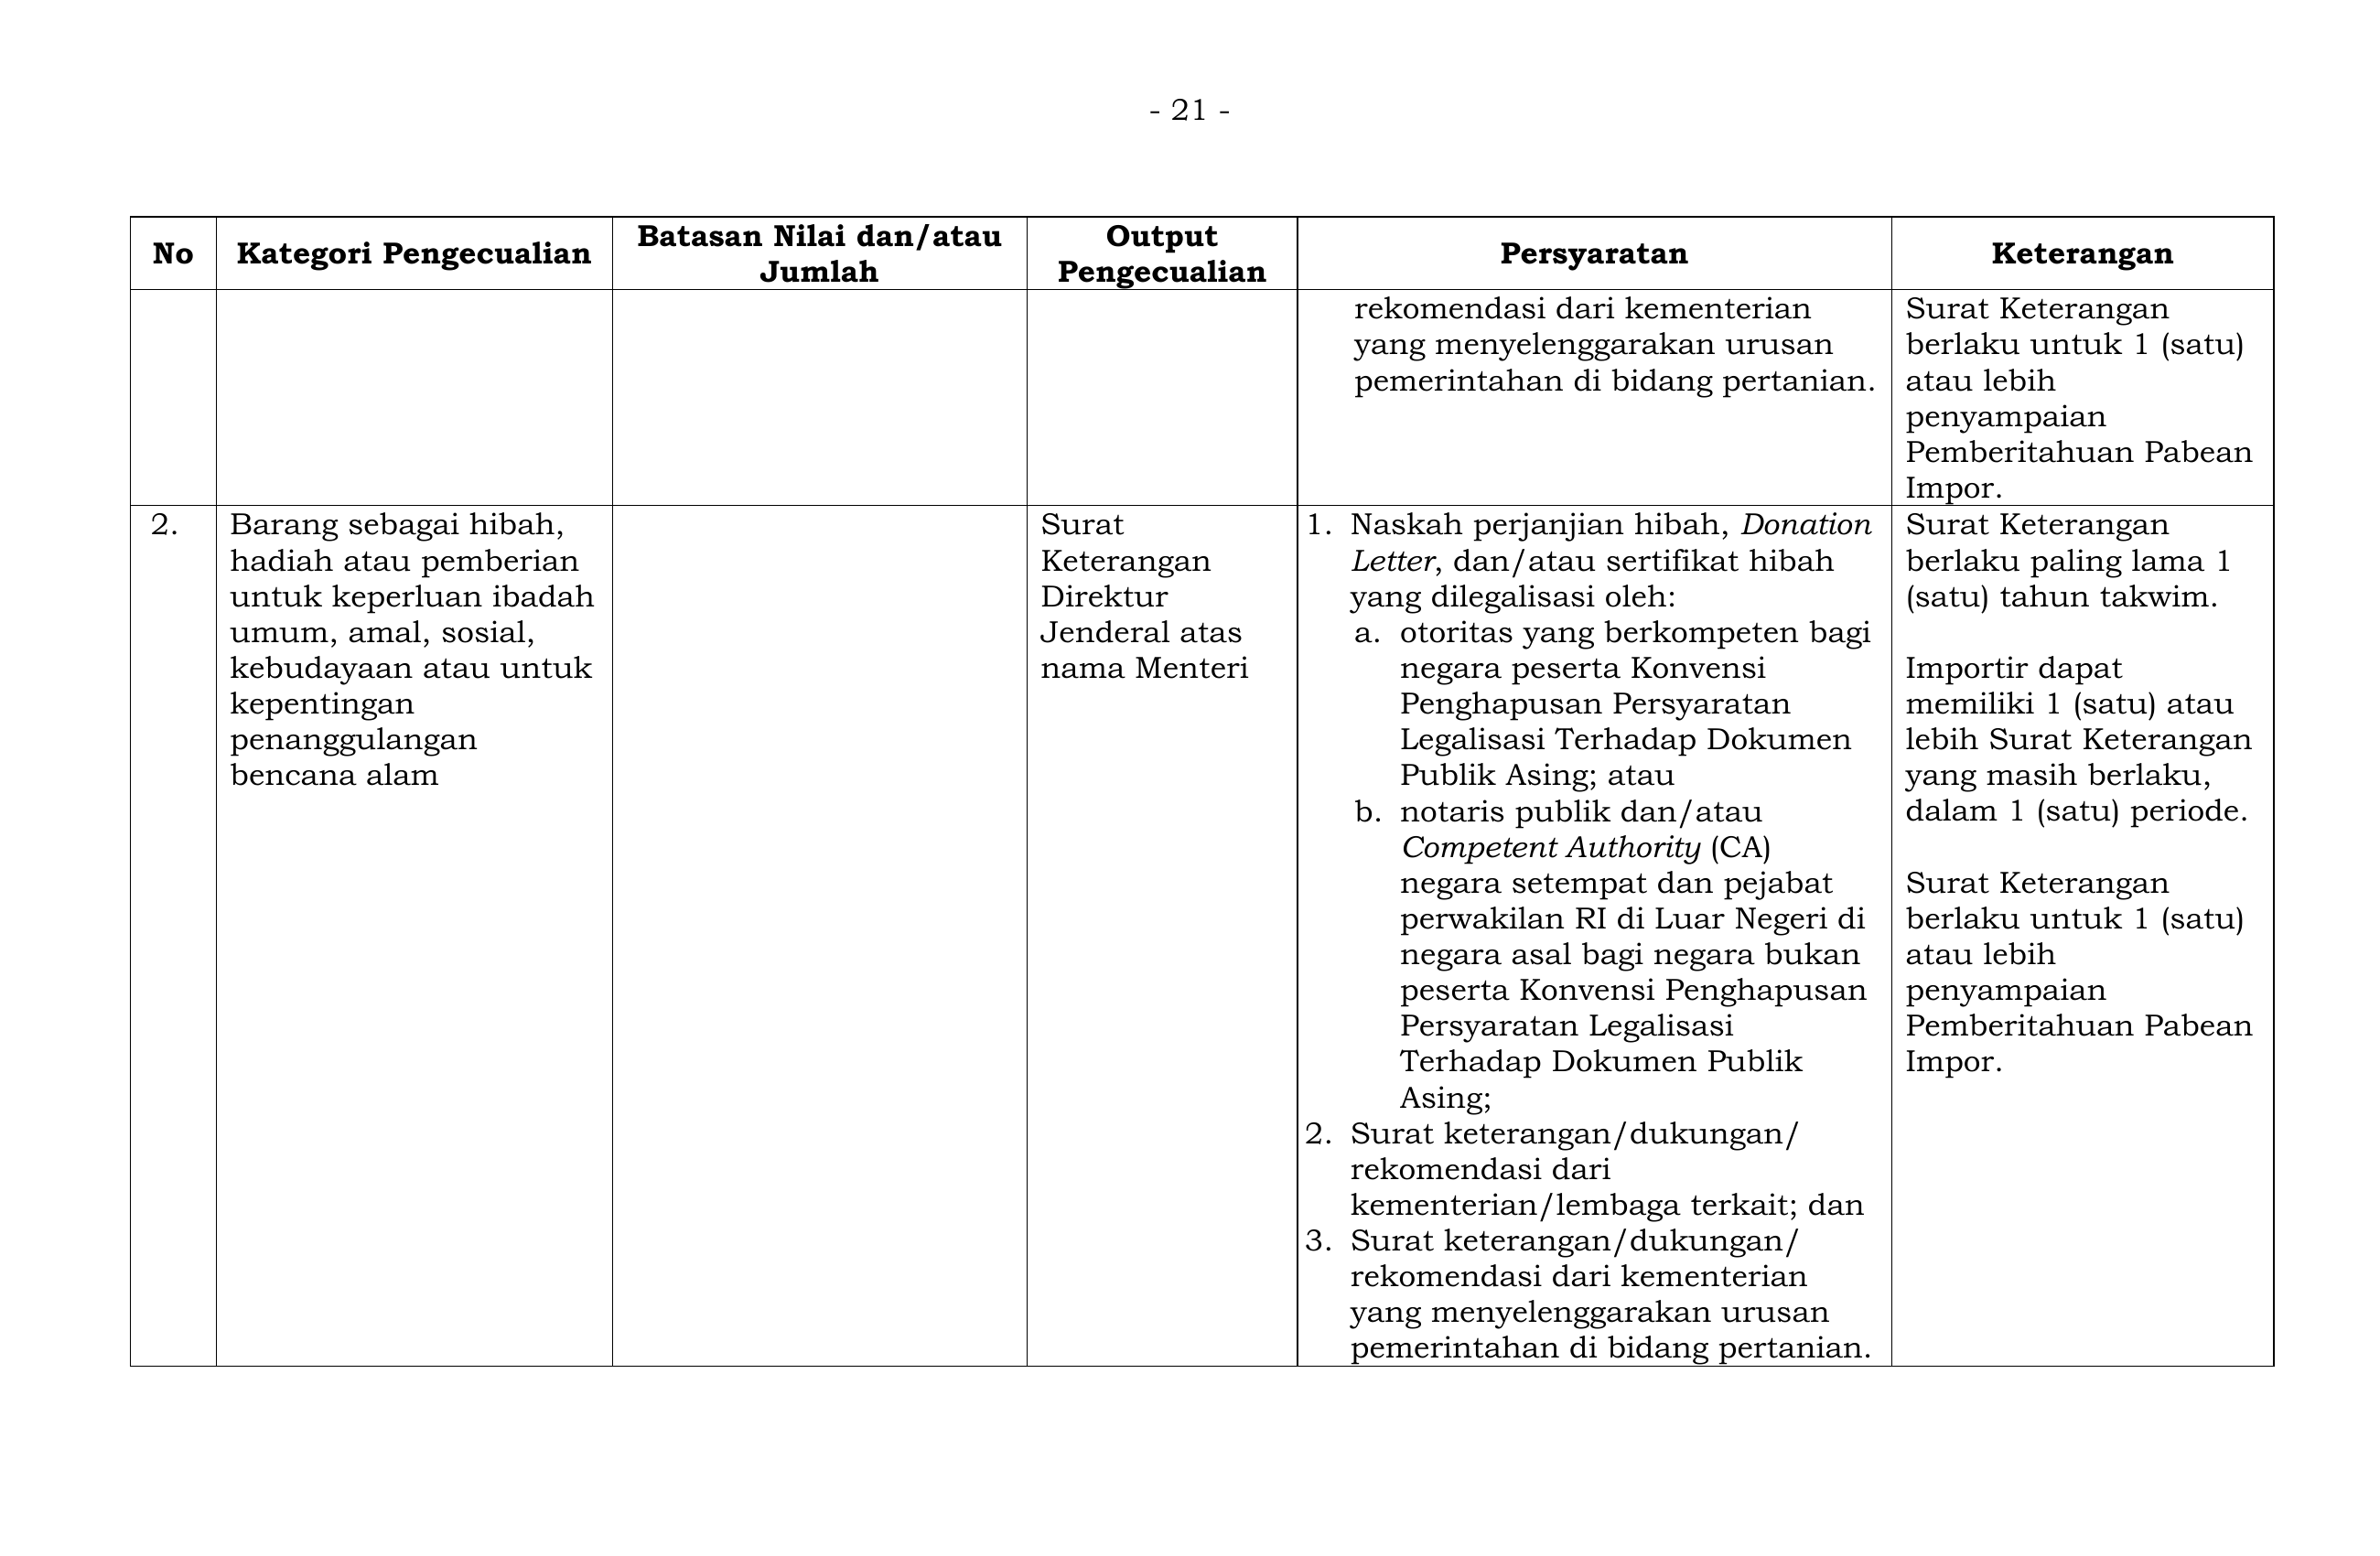 - 21 -
No
Kategori Pengecualian
Batasan Nilai dan/atau
Jumlah
Output
Pengecualian
Persyaratan
Keterangan
rekomendasi dari kementerian
yang menyelenggarakan urusan
pemerintahan di bidang pertanian.
Surat Keterangan
berlaku untuk 1 (satu)
atau lebih
penyampaian
Pemberitahuan Pabean
Impor.
2.
Barang sebagai hibah,
hadiah atau pemberian
untuk keperluan ibadah
umum, amal, sosial,
kebudayaan atau untuk
kepentingan
penanggulangan
bencana alam
Surat
Keterangan
Direktur
Jenderal atas
nama Menteri
1. Naskah perjanjian hibah, Donation
Letter, dan/atau sertifikat hibah
yang dilegalisasi oleh:
a. otoritas yang berkompeten bagi
negara peserta Konvensi
Penghapusan Persyaratan
Legalisasi Terhadap Dokumen
Publik Asing; atau
b. notaris publik dan/atau
Competent Authority (CA)
negara setempat dan pejabat
perwakilan RI di Luar Negeri di
negara asal bagi negara bukan
peserta Konvensi Penghapusan
Persyaratan Legalisasi
Terhadap Dokumen Publik
Asing;
2. Surat keterangan/dukungan/
rekomendasi dari
kementerian/lembaga terkait; dan
3. Surat keterangan/dukungan/
rekomendasi dari kementerian
yang menyelenggarakan urusan
pemerintahan di bidang pertanian.
Surat Keterangan
berlaku paling lama 1
(satu) tahun takwim.
Importir dapat
memiliki 1 (satu) atau
lebih Surat Keterangan
yang masih berlaku,
dalam 1 (satu) periode.
Surat Keterangan
berlaku untuk 1 (satu)
atau lebih
penyampaian
Pemberitahuan Pabean
Impor.